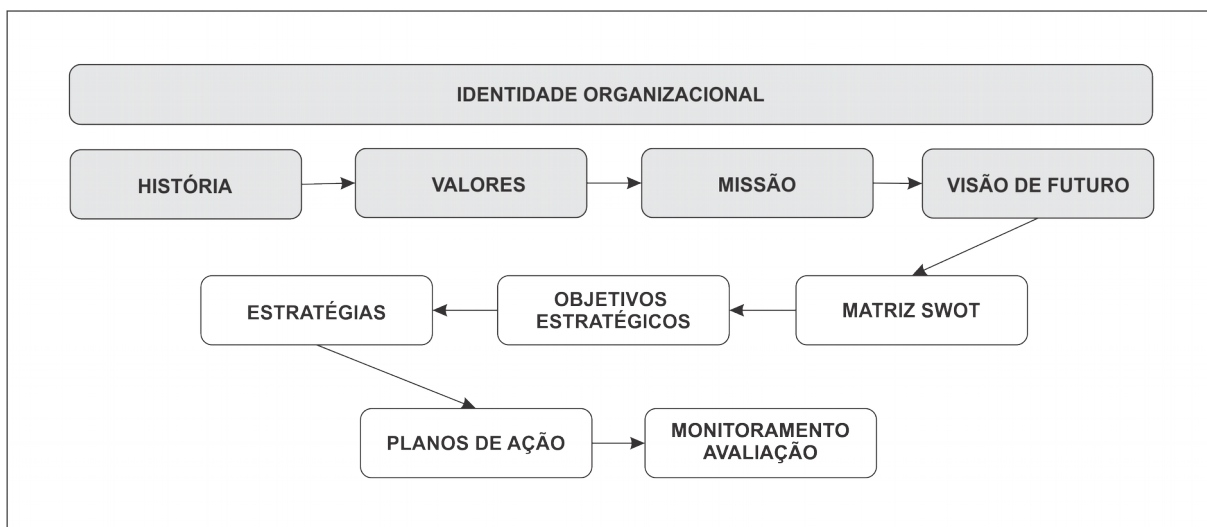 IDENTIDADE ORGANIZACIONAL
HISTÓRIA
VALORES
MISSÃO
VISÃO DE FUTURO
ESTRATÉGIAS
OBJETIVOS
ESTRATÉGICOS
MATRIZ SWOT
PLANOS DE AÇÃO
MONITORAMENTO
AVALIAÇÃO